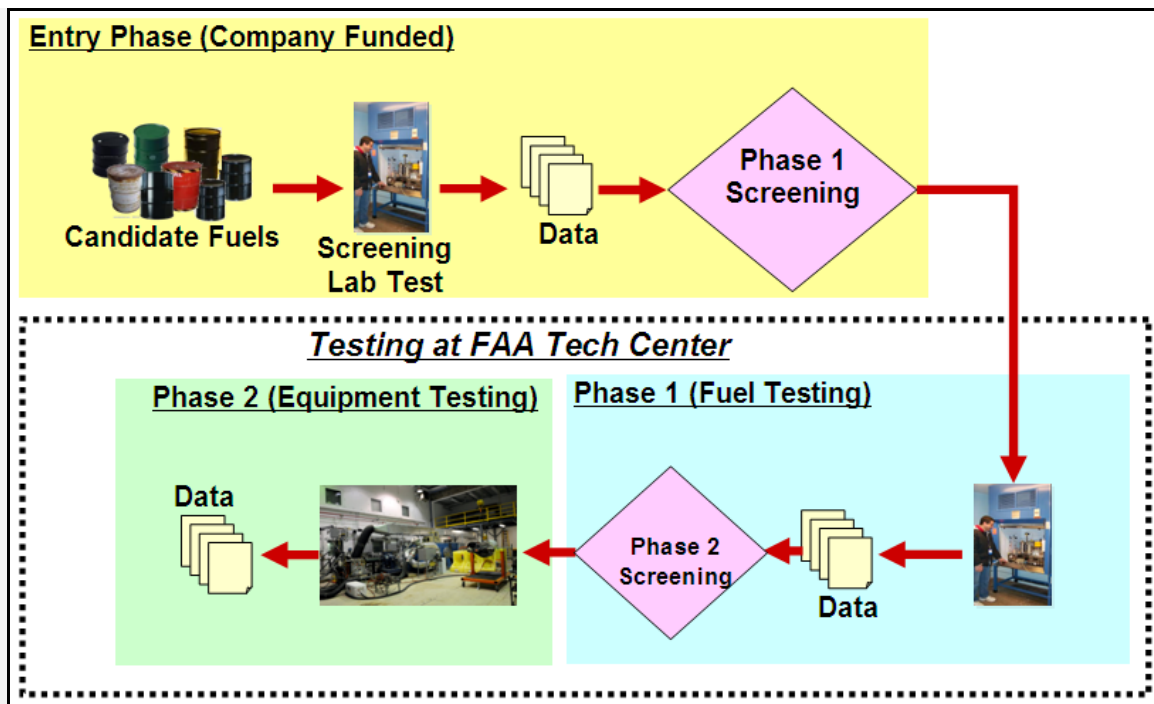 Entry Phase (Company Funded)
Candidate Fuels
Screening
Lab Test
Data
Phase 1
Screening
Testing at FAA Tech Center
Phase 2 (Equipment Testing)
Data
Phase 1 (Fuel Testing)
Phase 2
Screening
Data